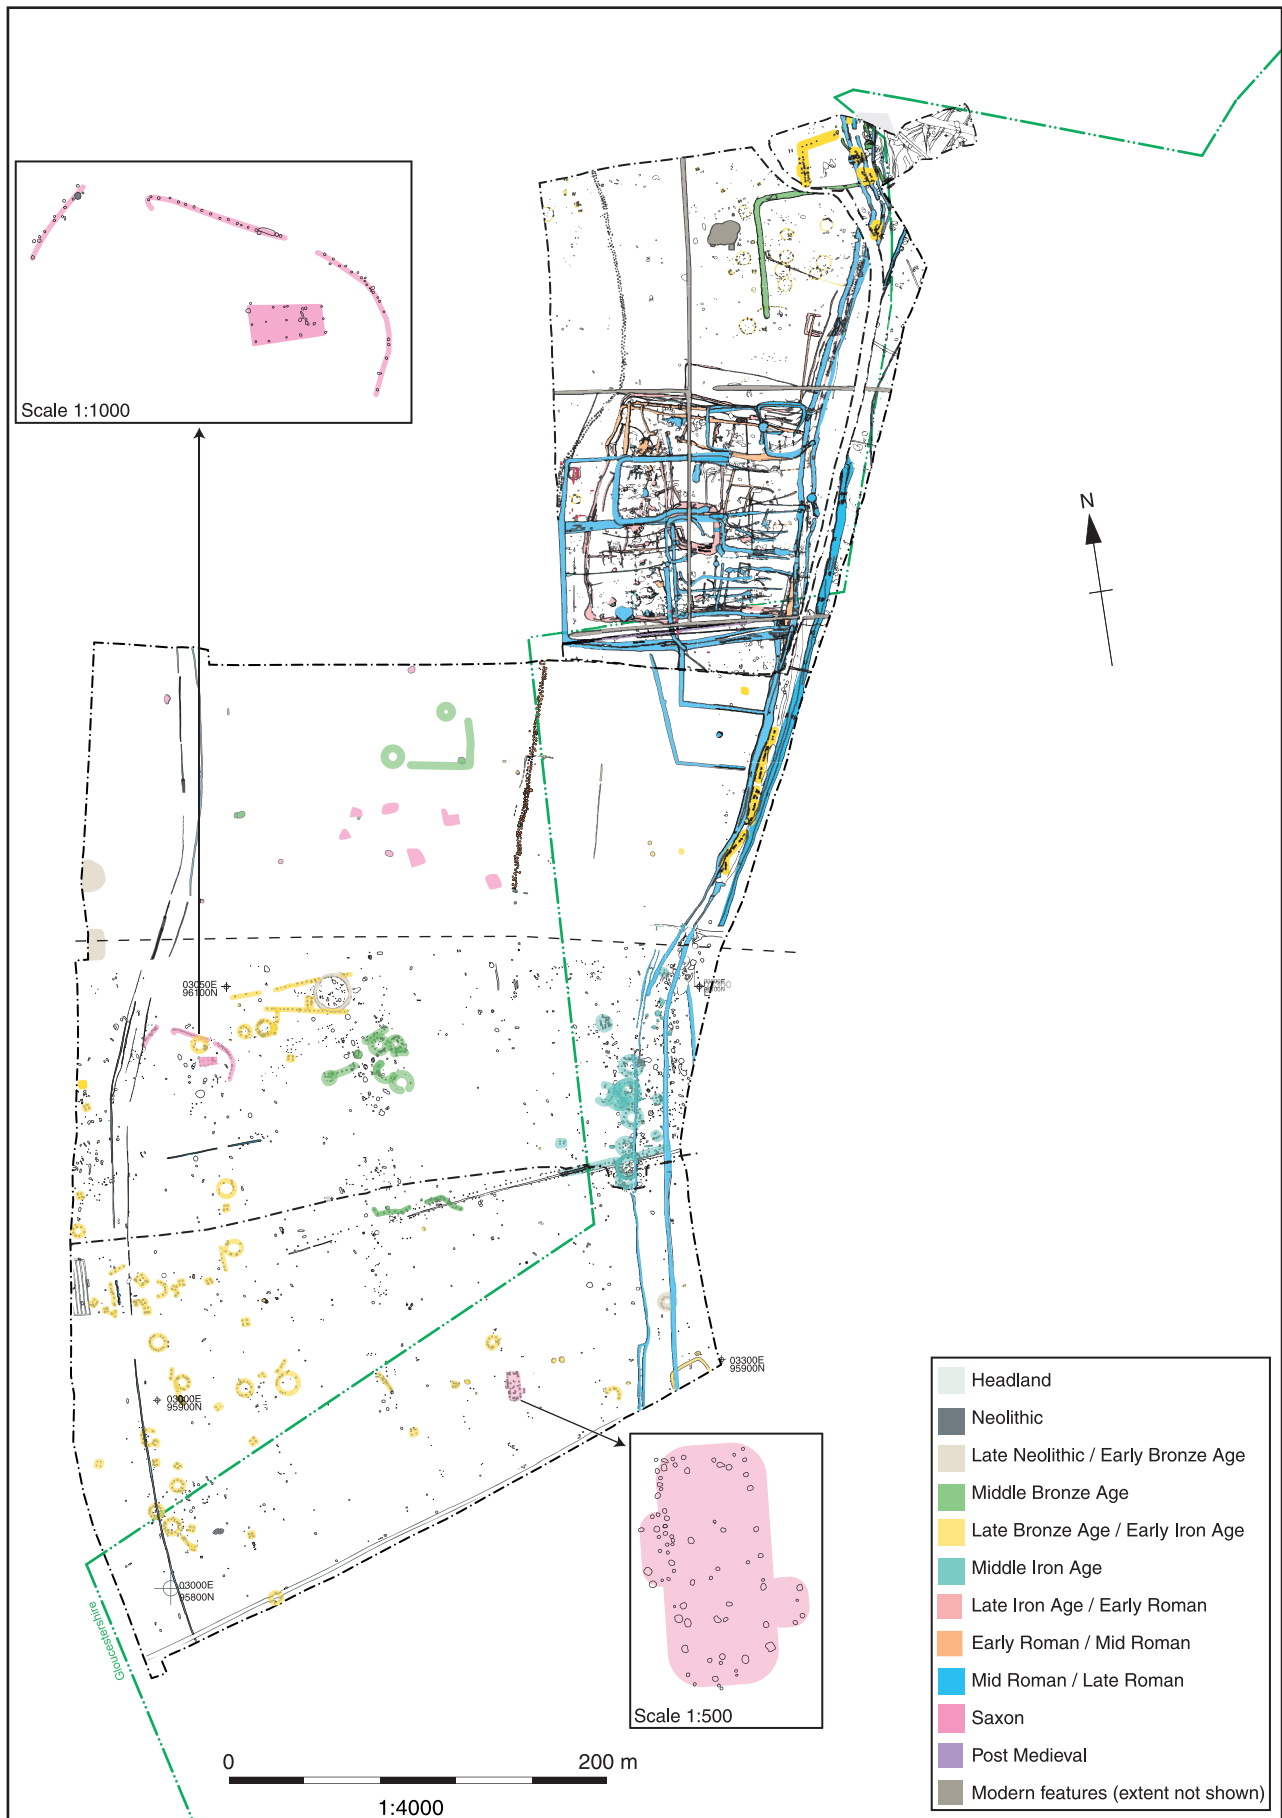 Scale 1:1000
N
03050E
96100N
03300E
95900N
03000E
95900N
03000E
95800N
Gloucestershire
Scale 1:500
0 200 m
1:4000
Headland
Neolithic
Late Neolithic / Early Bronze Age
Middle Bronze Age
Late Bronze Age / Early Iron Age
Middle Iron Age
Late Iron Age / Early Roman
Early Roman / Mid Roman
Mid Roman / Late Roman
Saxon
Post Medieval
Modern features (extent not shown)